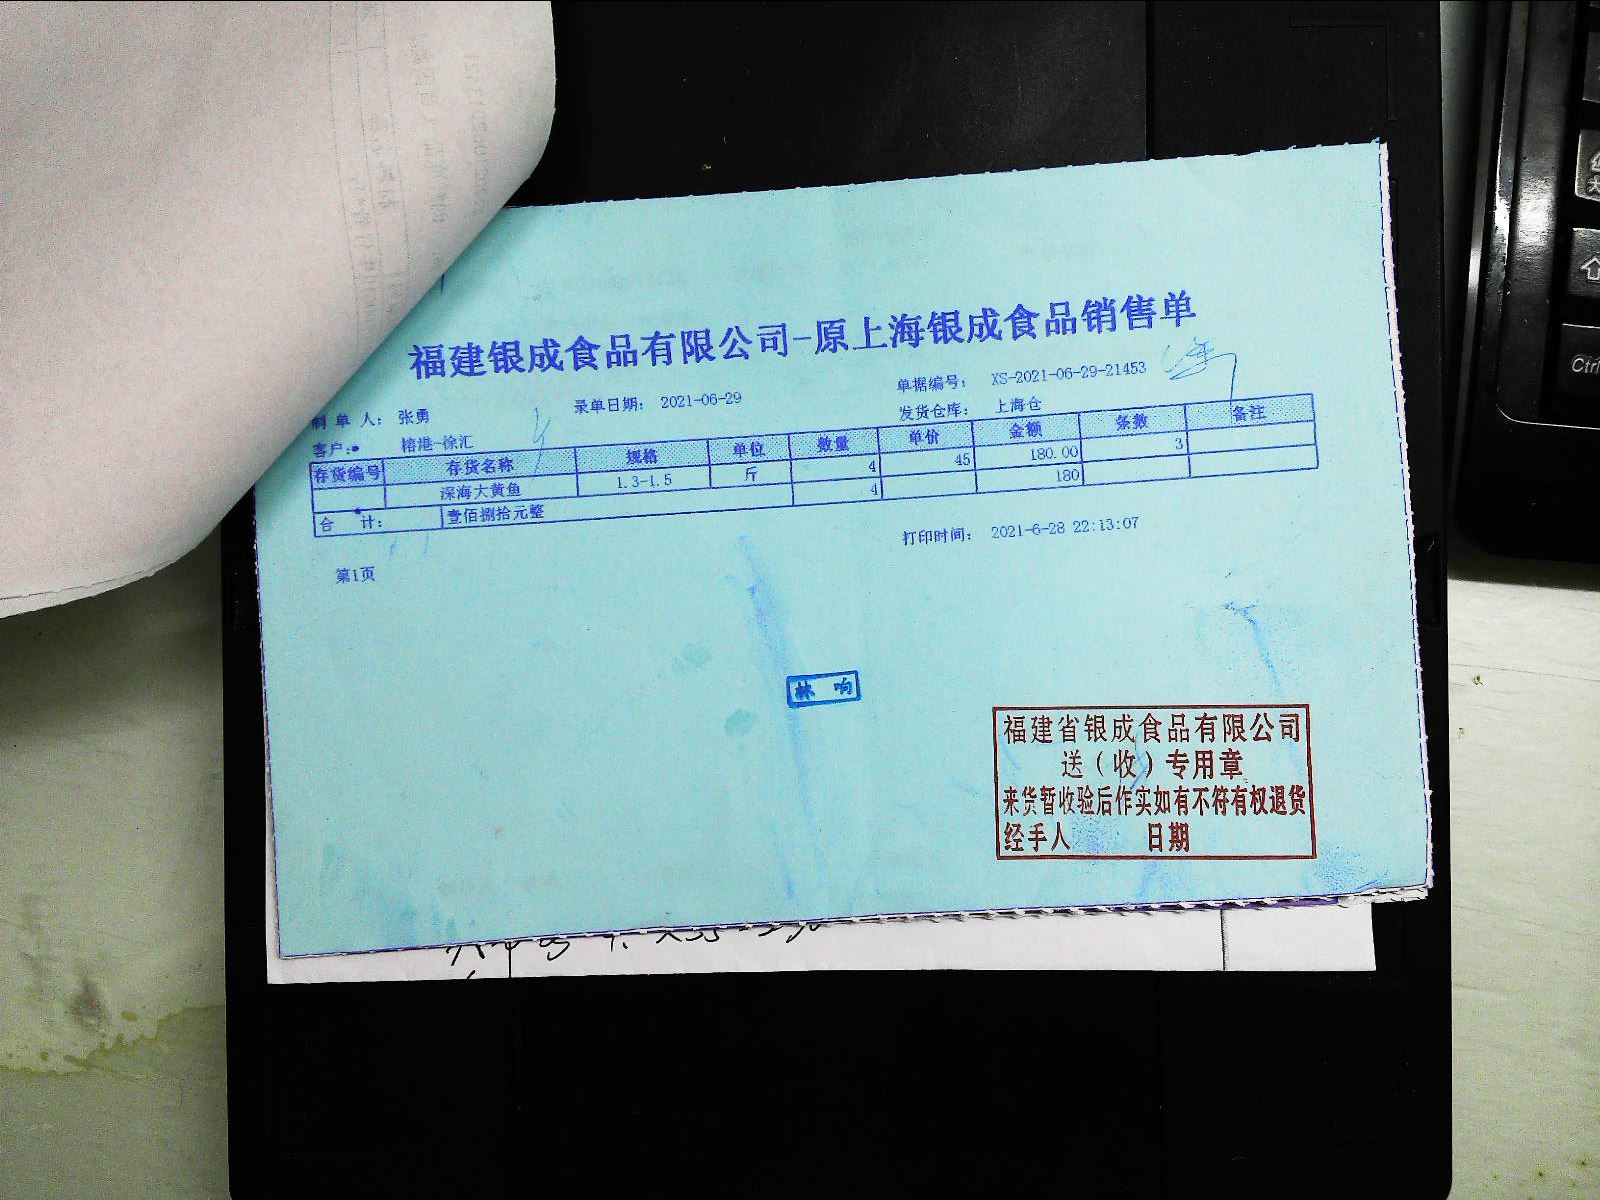 福建银成食品有限公司-原上海银成食品销售单
制单人： 张勇 录单日期： 2021-06-29 单据编号： XS-2021-06-29-21453
客户： 榕港-徐汇 发货仓库： 上海仓
存货编号 存货名称 规格 单位 数量 单价 金额 条数 备注
深海大黄鱼 1.3-1.5 斤 4 45 180.00 3
合 计： 壹佰捌拾元整 4 180
打印时间： 2021-6-28 22:13:07
第1页
林 响
福建省银成食品有限公司
送（收）专用章
来货暂收验后作实如有不符有权退货
经手人 日期
Ctrl